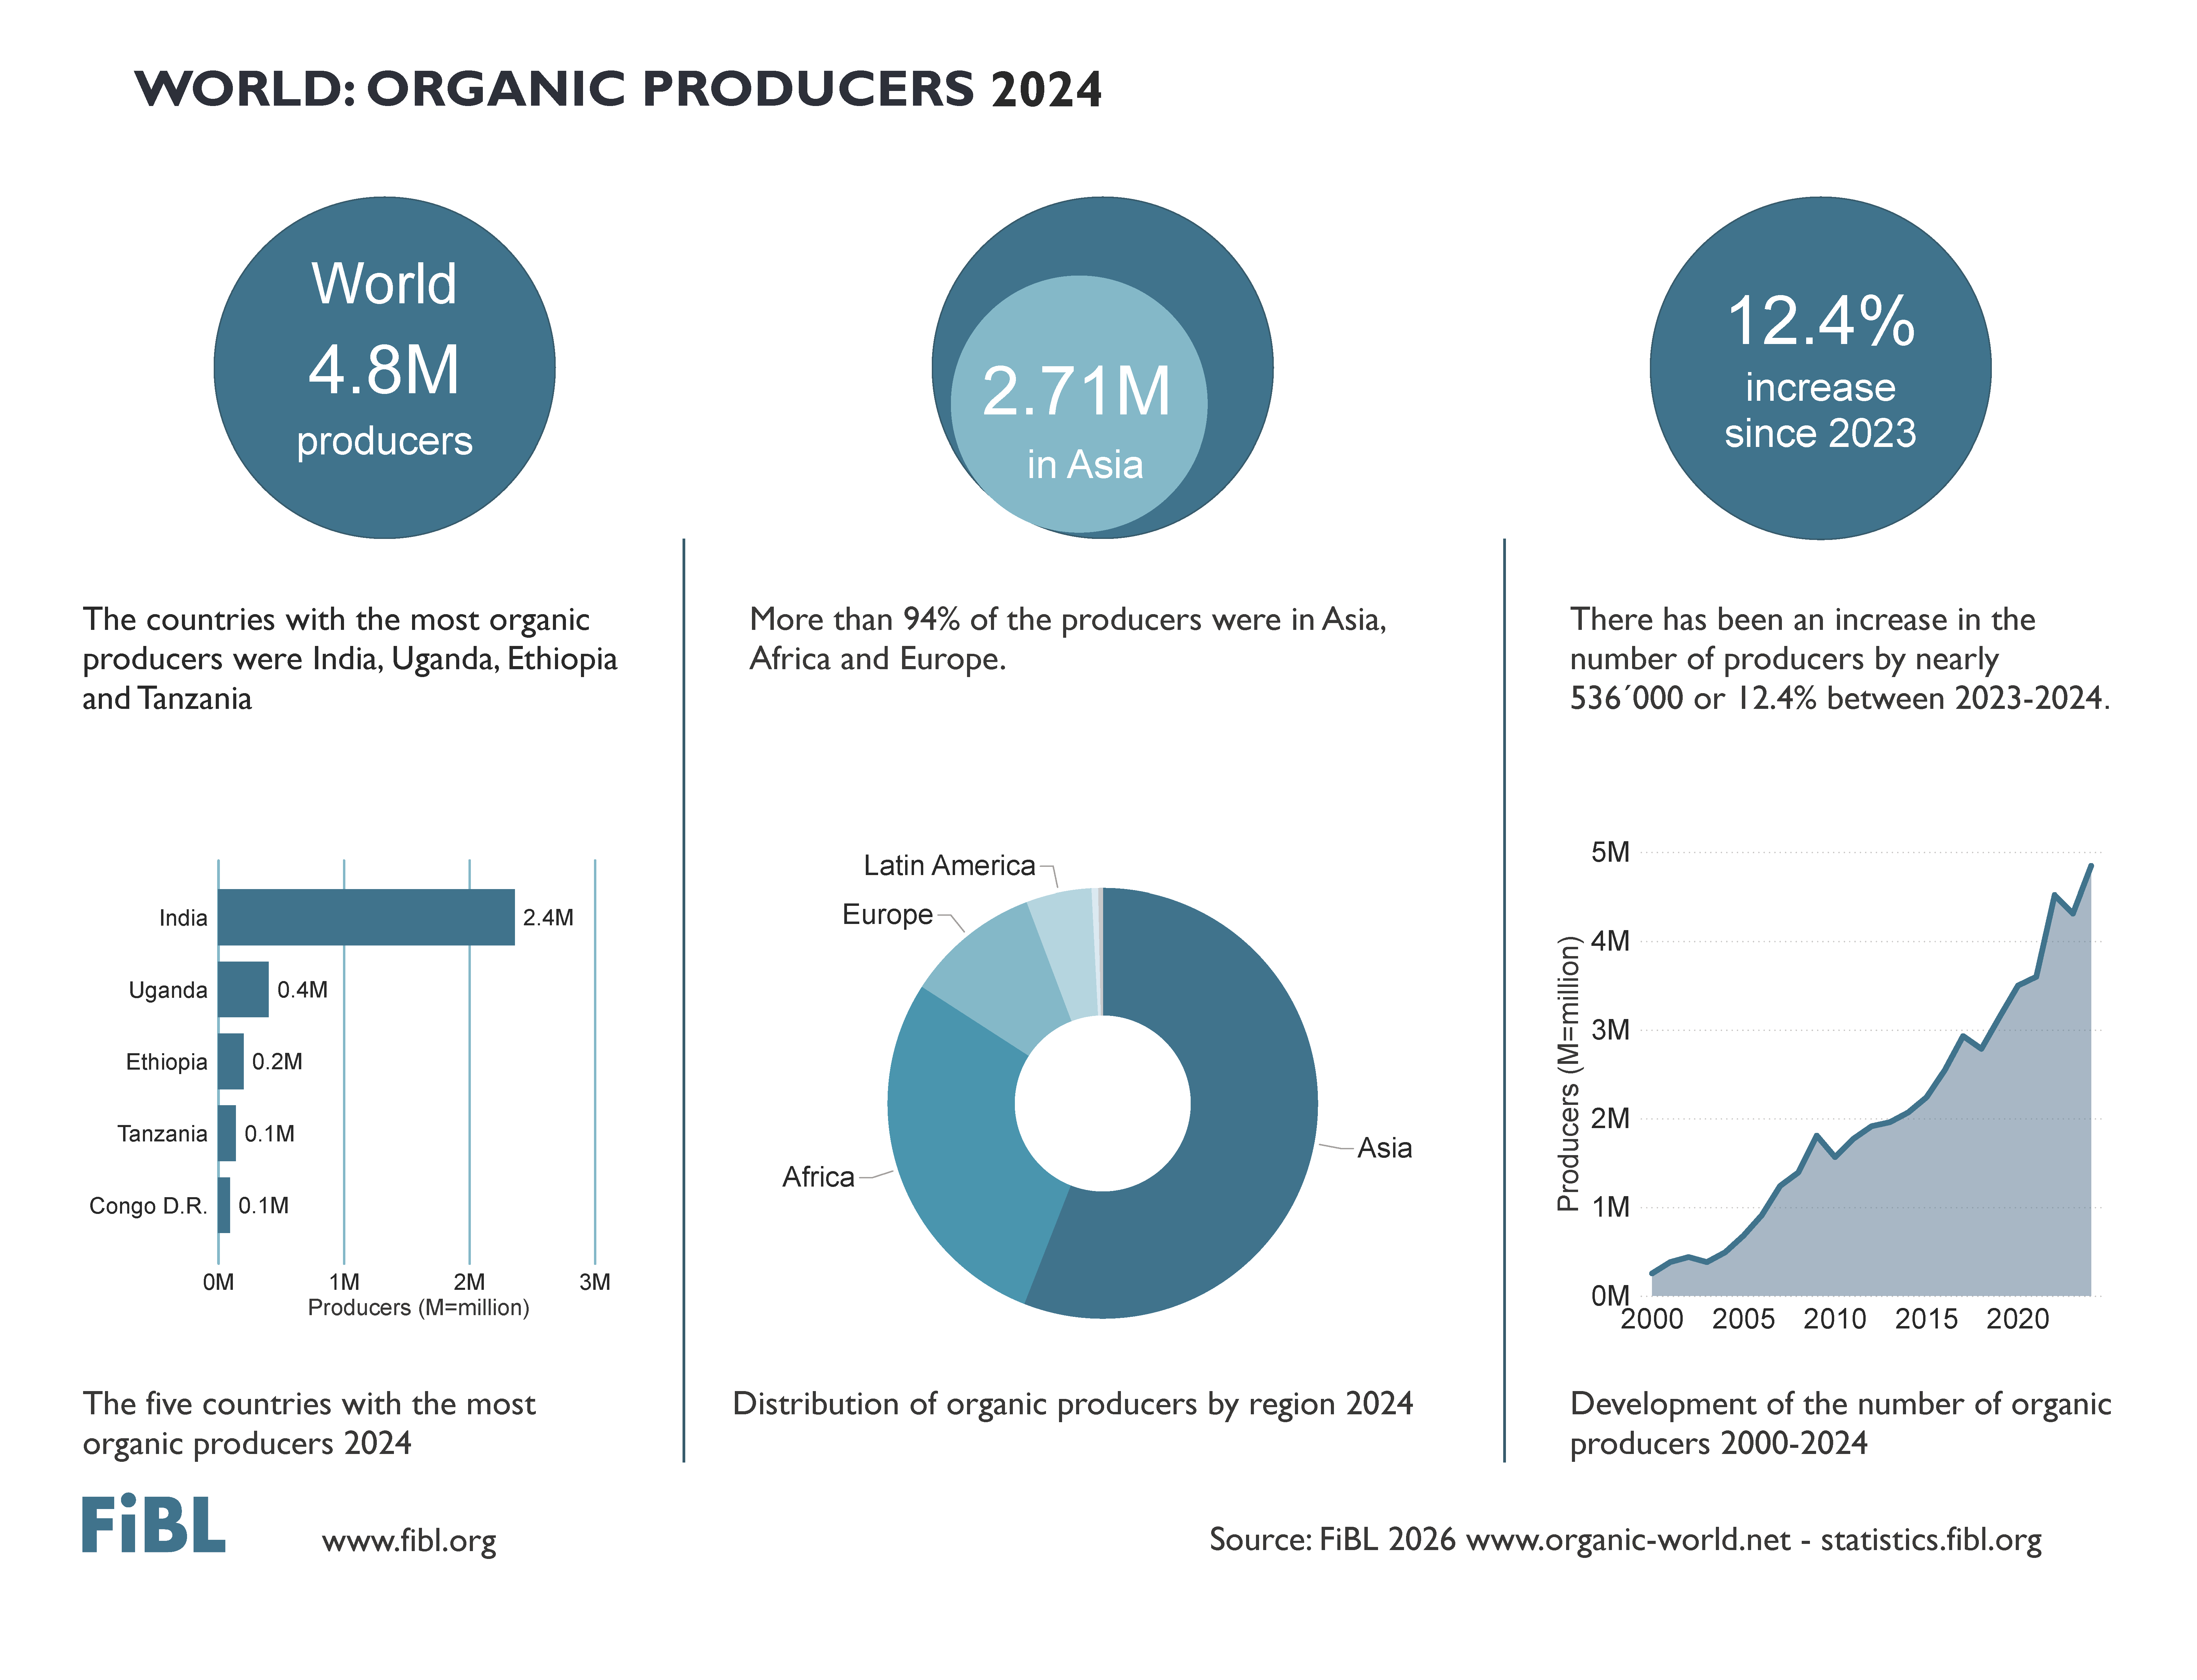 WORLD: ORGANIC PRODUCERS 2024
World
4.8M
producers
2.71M
in Asia
12.4%
increase
since 2023
The countries with the most organic
producers were India, Uganda, Ethiopia
and Tanzania
More than 94% of the producers were in Asia,
Africa and Europe.
There has been an increase in the
number of producers by nearly
536´000 or 12.4% between 2023-2024.
India
2.4M
Uganda
0.4M
Ethiopia
0.2M
Tanzania
0.1M
Congo D.R.
0.1M
0M 1M 2M 3M
Producers (M=million)
The five countries with the most
organic producers 2024
Latin America
Europe
Africa
Asia
Distribution of organic producers by region 2024
Producers (M=million)
5M
4M
3M
2M
1M
0M
2000 2005 2010 2015 2020
Development of the number of organic
producers 2000-2024
FiBL
www.fibl.org
Source: FiBL 2026 www.organic-world.net - statistics.fibl.org